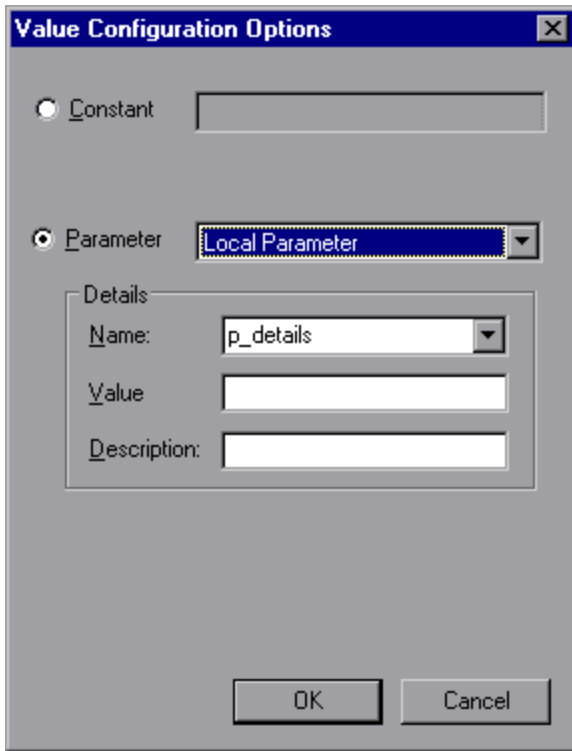 Value Configuration Options
Constant
Parameter Local Parameter
Details
Name: p_details
Value
Description:
OK Cancel